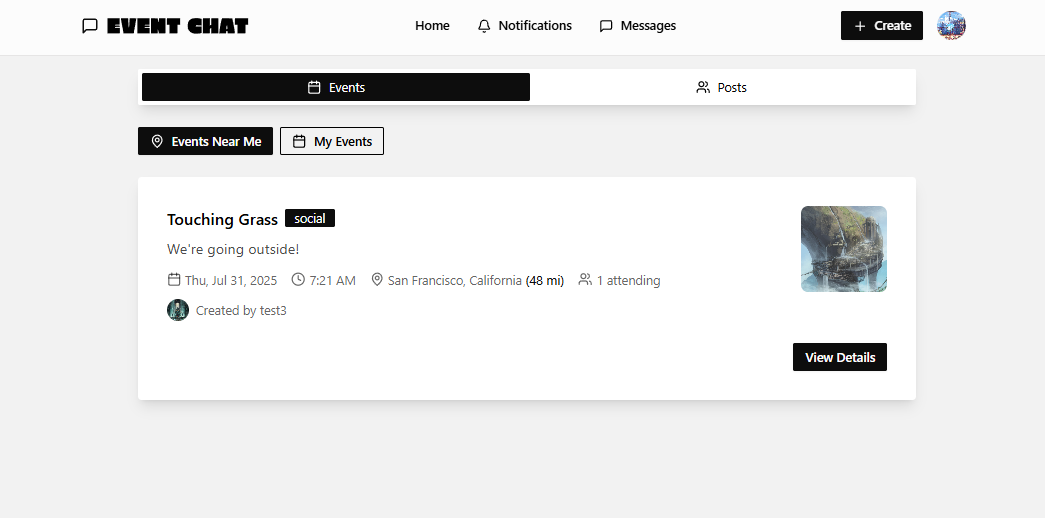 EVENT CHAT Home Notifications Messages + Create
Events Posts
Events Near Me My Events
Touching Grass social
We're going outside!
Thu, Jul 31, 2025 7:21 AM San Francisco, California (48 mi) 1 attending
Created by test3
View Details